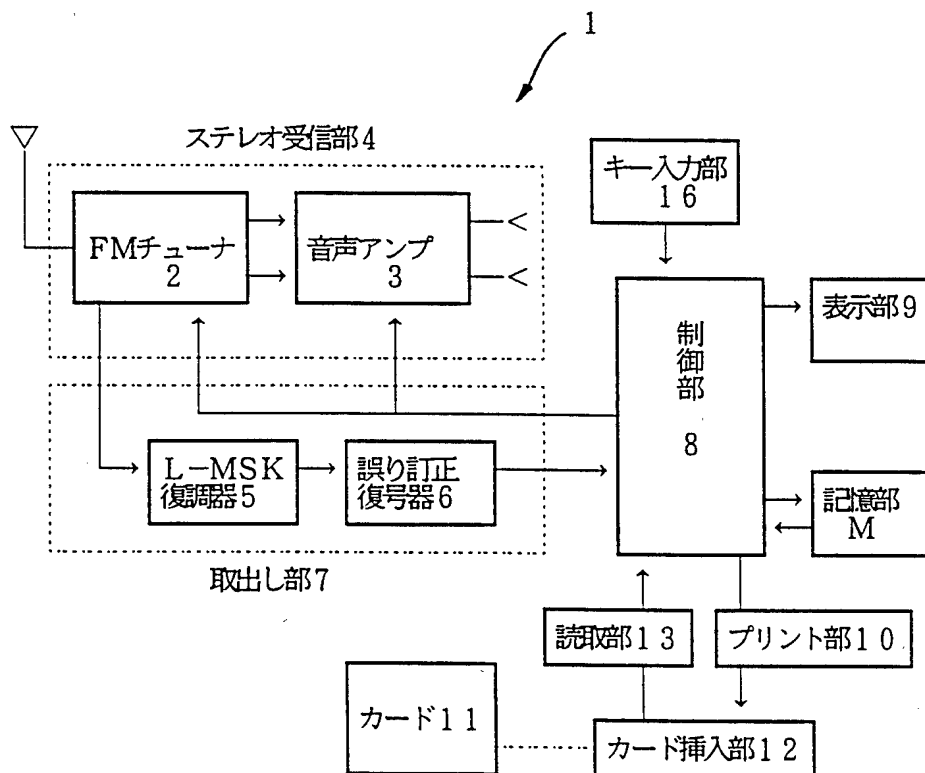 1
ステレオ受信部4
キー入力部
16
FMチューナ
2
音声アンプ
3
表示部9
制御部
8
L-MSK
復調器5
誤り訂正
復号器6
記憶部
M
取出し部7
読取部13
プリント部10
カード11
カード挿入部12